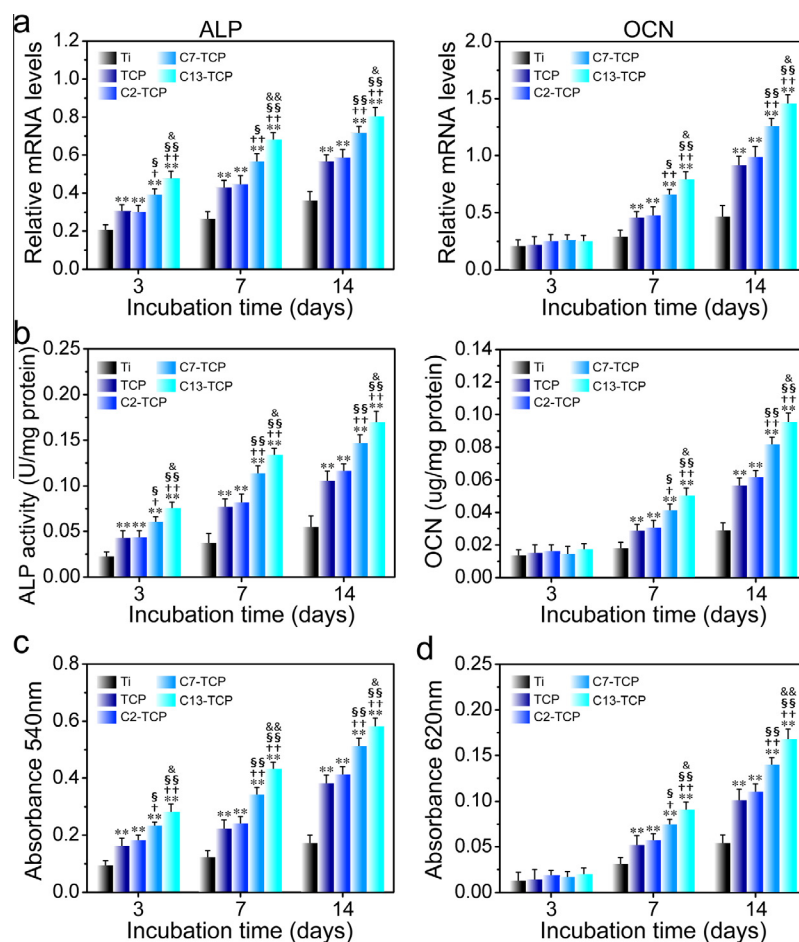 a
ALP
Relative mRNA levels
1.2
1.0
0.8
0.6
0.4
0.2
0.0
Ti
TCP
C2-TCP
C7-TCP
C13-TCP
** ** § † ** & §§ †† **
** ** § †† ** && §§ †† **
** ** §§ †† ** & §§ †† **
3 7 14
Incubation time (days)
OCN
Relative mRNA levels
2.0
1.5
1.0
0.5
0.0
Ti
TCP
C2-TCP
C7-TCP
C13-TCP
** ** § †† ** & §§ †† **
** ** §§ †† ** & §§ †† **
3 7 14
Incubation time (days)
b
ALP activity (U/mg protein)
0.25
0.20
0.15
0.10
0.05
0.00
Ti
TCP
C2-TCP
C7-TCP
C13-TCP
** ** § † ** & §§ †† **
** ** §§ †† ** & §§ †† **
** ** §§ †† ** & §§ †† **
3 7 14
Incubation time (days)
OCN (ug/mg protein)
0.14
0.12
0.10
0.08
0.06
0.04
0.02
0.00
Ti
TCP
C2-TCP
C7-TCP
C13-TCP
** ** § † ** & §§ †† **
** ** §§ †† ** & §§ †† **
3 7 14
Incubation time (days)
c
Absorbance 540nm
0.8
0.6
0.4
0.2
0.0
Ti
TCP
C2-TCP
C7-TCP
C13-TCP
** ** § † ** & §§ †† **
** ** §§ †† ** && §§ †† **
** ** §§ †† ** & §§ †† **
3 7 14
Incubation time (days)
d
Absorbance 620nm
0.25
0.20
0.15
0.10
0.05
0.00
Ti
TCP
C2-TCP
C7-TCP
C13-TCP
** ** § † ** & §§ †† **
** ** §§ †† ** && §§ †† **
3 7 14
Incubation time (days)